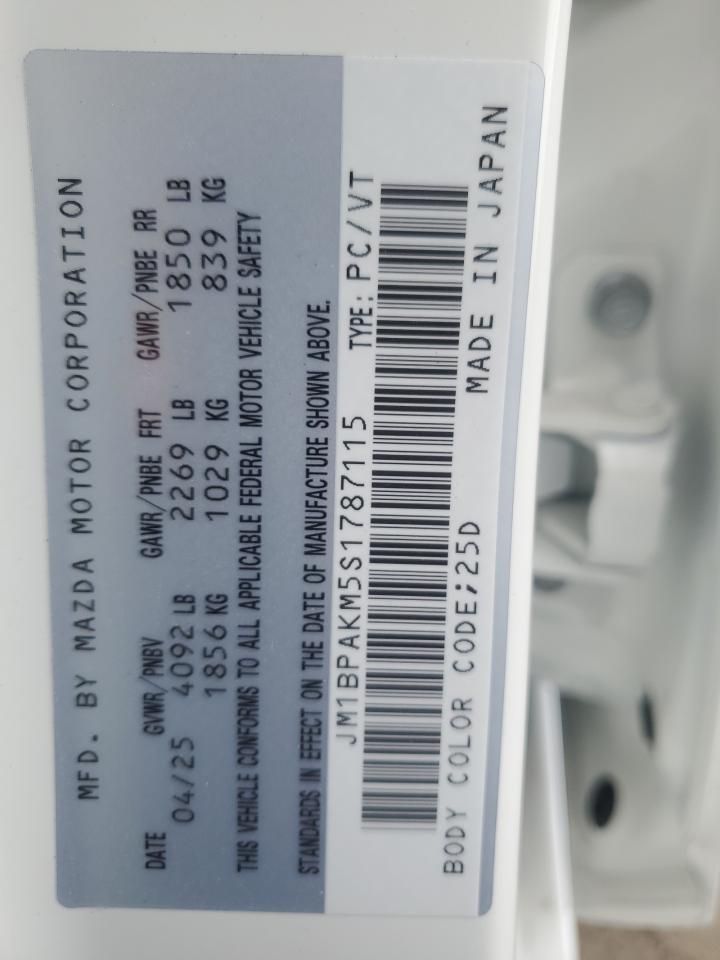 MFD. BY MAZDA MOTOR CORPORATION
DATE GVWR/PNBV GAWR/PNBE FRT GAWR/PNBE RR
04/25 4092 LB 2269 LB 1850 LB
1856 KG 1029 KG 839 KG
THIS VEHICLE CONFORMS TO ALL APPLICABLE FEDERAL MOTOR VEHICLE SAFETY
STANDARDS IN EFFECT ON THE DATE OF MANUFACTURE SHOWN ABOVE.
JM1BPAKM5S1787115 TYPE: PC/VT
BODY COLOR CODE;25D MADE IN JAPAN